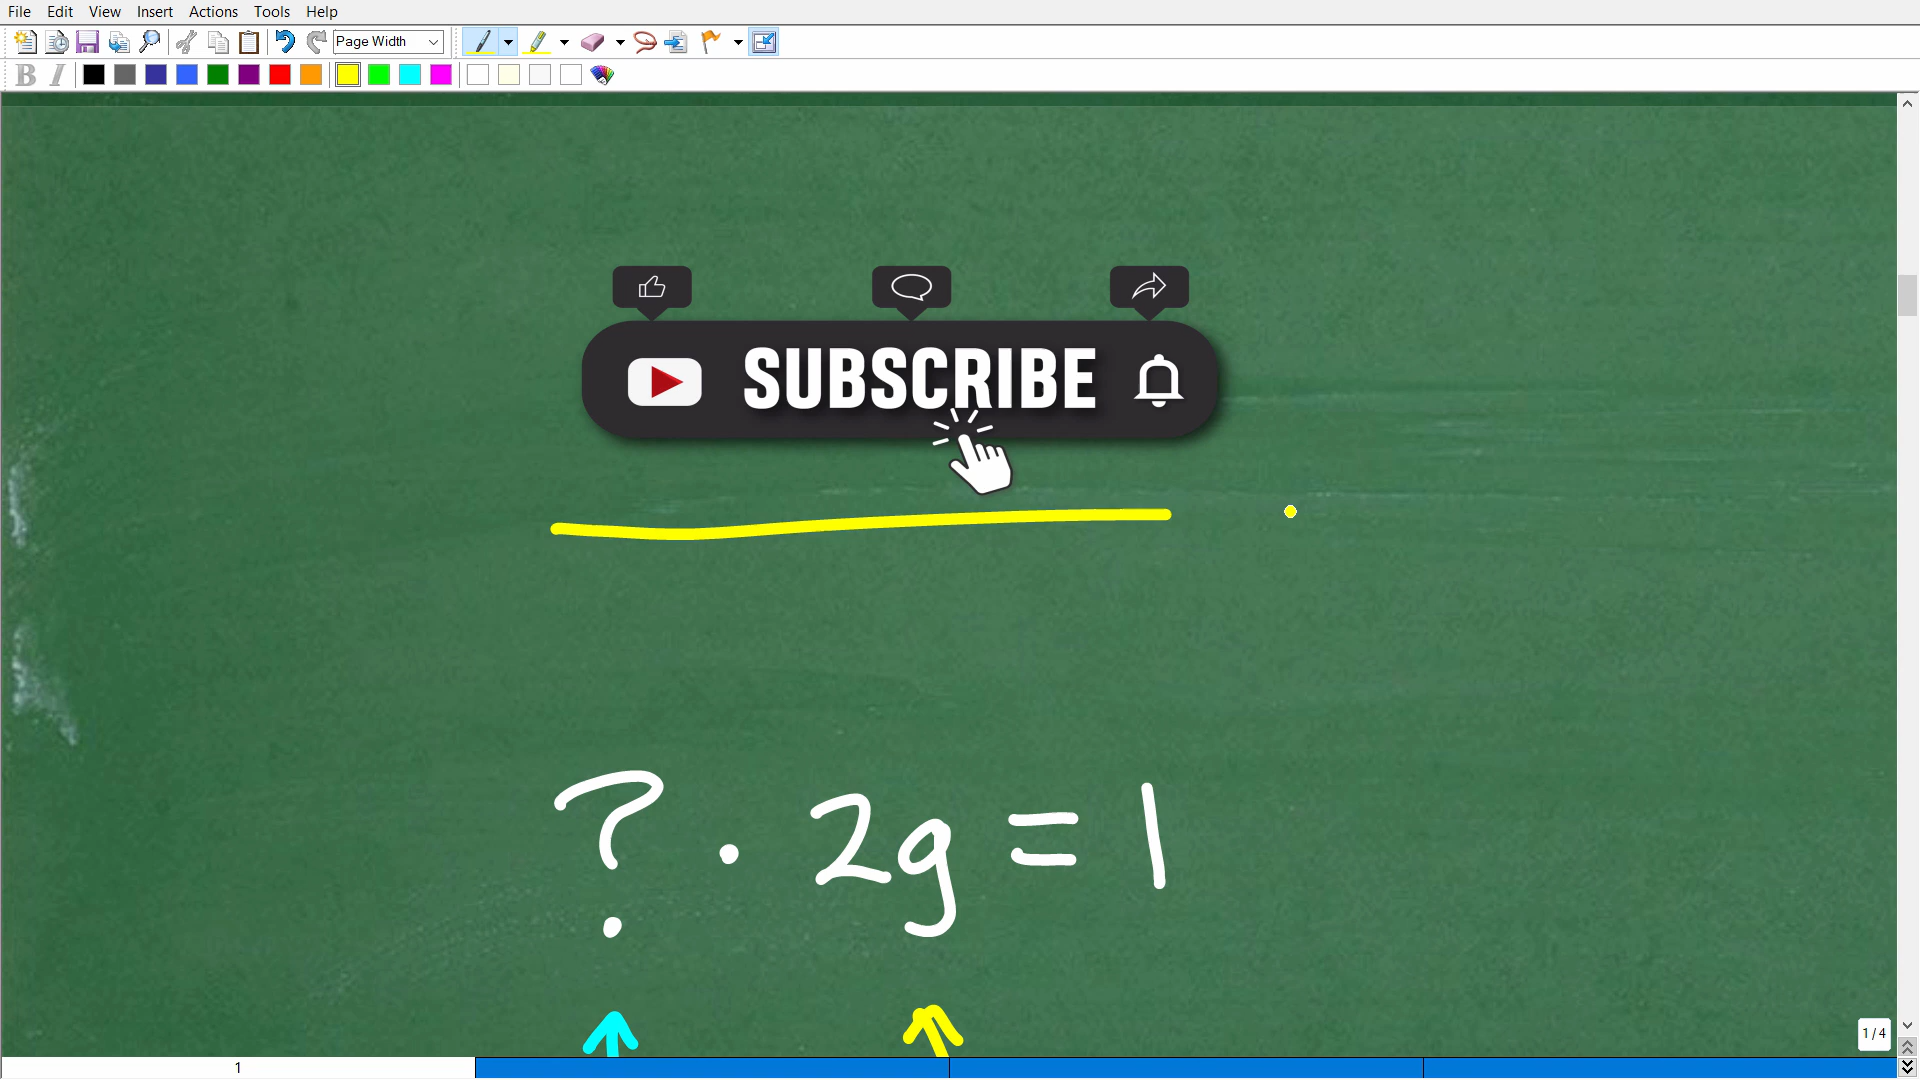 File Edit View Insert Actions Tools Help
Page Width
B I
SUBSCRIBE
? · 2g = 1
1 / 4
1